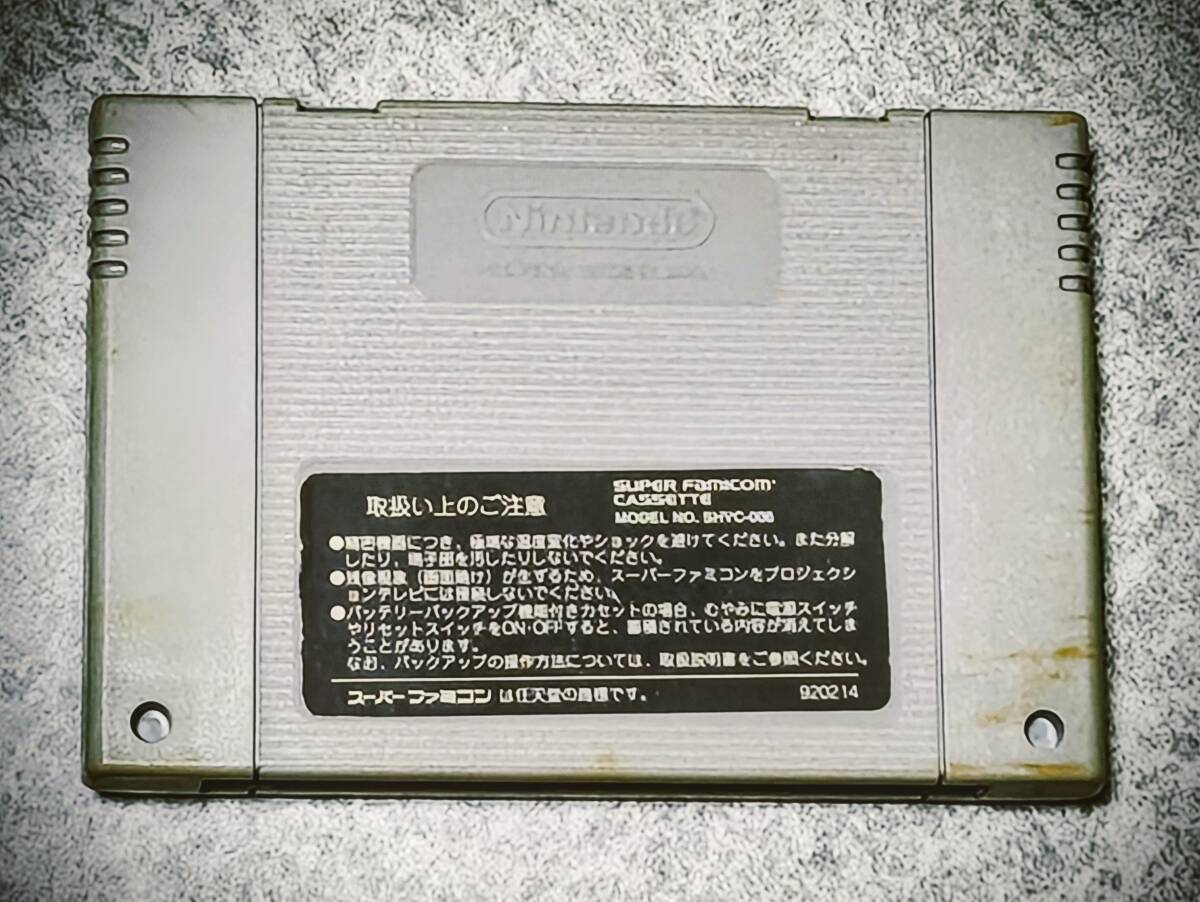 Nintendo
取扱い上のご注意
SUPER FAMICOM
CASSETTE
MODEL NO. SHVC-006
●精密機器につき、極端な温度変化やショックを避けてください。また分解
したり、端子部を汚したりしないでください。
●残像現象(画面焼け)が生ずるため、スーパーファミコンをプロジェクシ
ョンテレビには接続しないでください。
●バッテリーバックアップ機能付きカセットの場合、むやみに電源スイッチ
やリセットスイッチをON・OFFすると、蓄積されている内容が消えてしま
うことがあります。
なお、バックアップの操作方法については、取扱説明書をご参照ください。
スーパーファミコンは任天堂の商標です。
920214